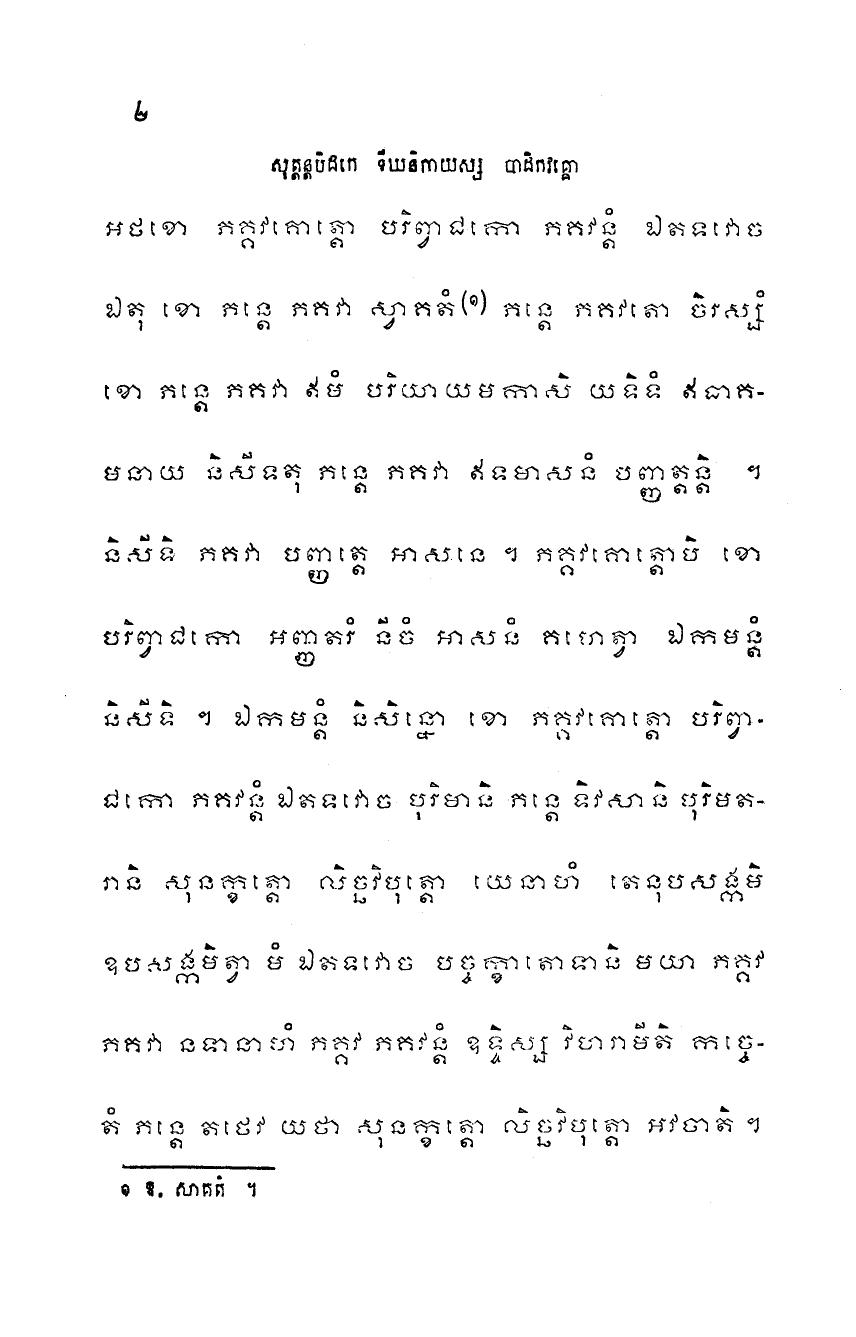 ២
សុត្តន្តបិដកេ ទីឃនិកាយស្ស បាដិកវគ្គោ
អថខោ ភគ្គវគោត្តោ បរិព្វាជកោ ភគវន្តំ ឯតទវោច
ឯតុ ខោ ភន្តេ ភគវា ស្វាគតំ(១) ភន្តេ ភគវតោ ចិរស្សំ
ខោ ភន្តេ ភគវា ឥមំ បរិយាយមកាសិ យទិទំ ឥធាគ-
មនាយ និសីទតុ ភន្តេ ភគវា ឥទមាសនំ បញ្ញត្តន្តិ ។
និសីទិ ភគវា បញ្ញត្តេ អាសនេ ។ ភគ្គវគោត្តោបិ ខោ
បរិព្វាជកោ អញ្ញតរំ នីចំ អាសនំ គហេត្វា ឯកមន្តំ
និសីទិ ។ ឯកមន្តំ និសិន្នោ ខោ ភគ្គវគោត្តោ បរិព្វា-
ជកោ ភគវន្តំ ឯតទវោច បុរិមានិ ភន្តេ ទិវសានិ បុរិមត-
រានិ សុនក្ខត្តោ លិច្ឆវិបុត្តោ យេនាហំ តេនុបសង្កមិ
ឧបសង្កមិត្វា មំ ឯតទវោច បច្ចក្ខាតោទានិ មយា ភគ្គវ
ភគវា នទានាហំ ភគ្គវ ភគវន្តំ ឧទ្ទិស្ស វិហរាមីតិ កច្ចេ-
តំ ភន្តេ តថេវ យថា សុនក្ខត្តោ លិច្ឆវិបុត្តោ អវចាតិ ។
១ ឱ. សាគតំ ។